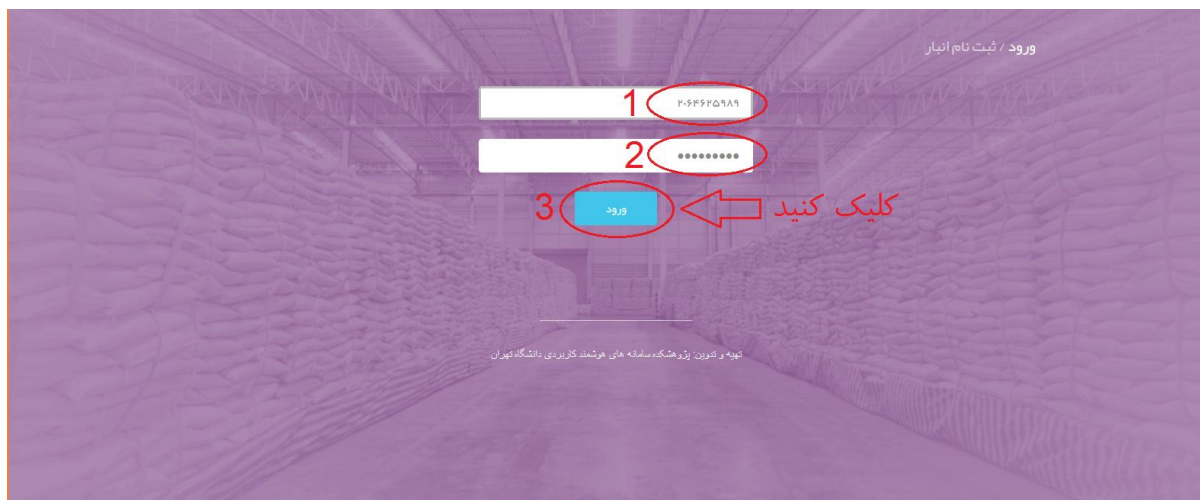 ورود / ثبت نام انبار
۲۰۶۴۶۲۵۹۸۹ 1
●●●●●●●●● 2
کلیک کنید ورود 3
تهیه و تدوین: پژوهشکده سامانه های هوشمند کاربردی دانشگاه تهران